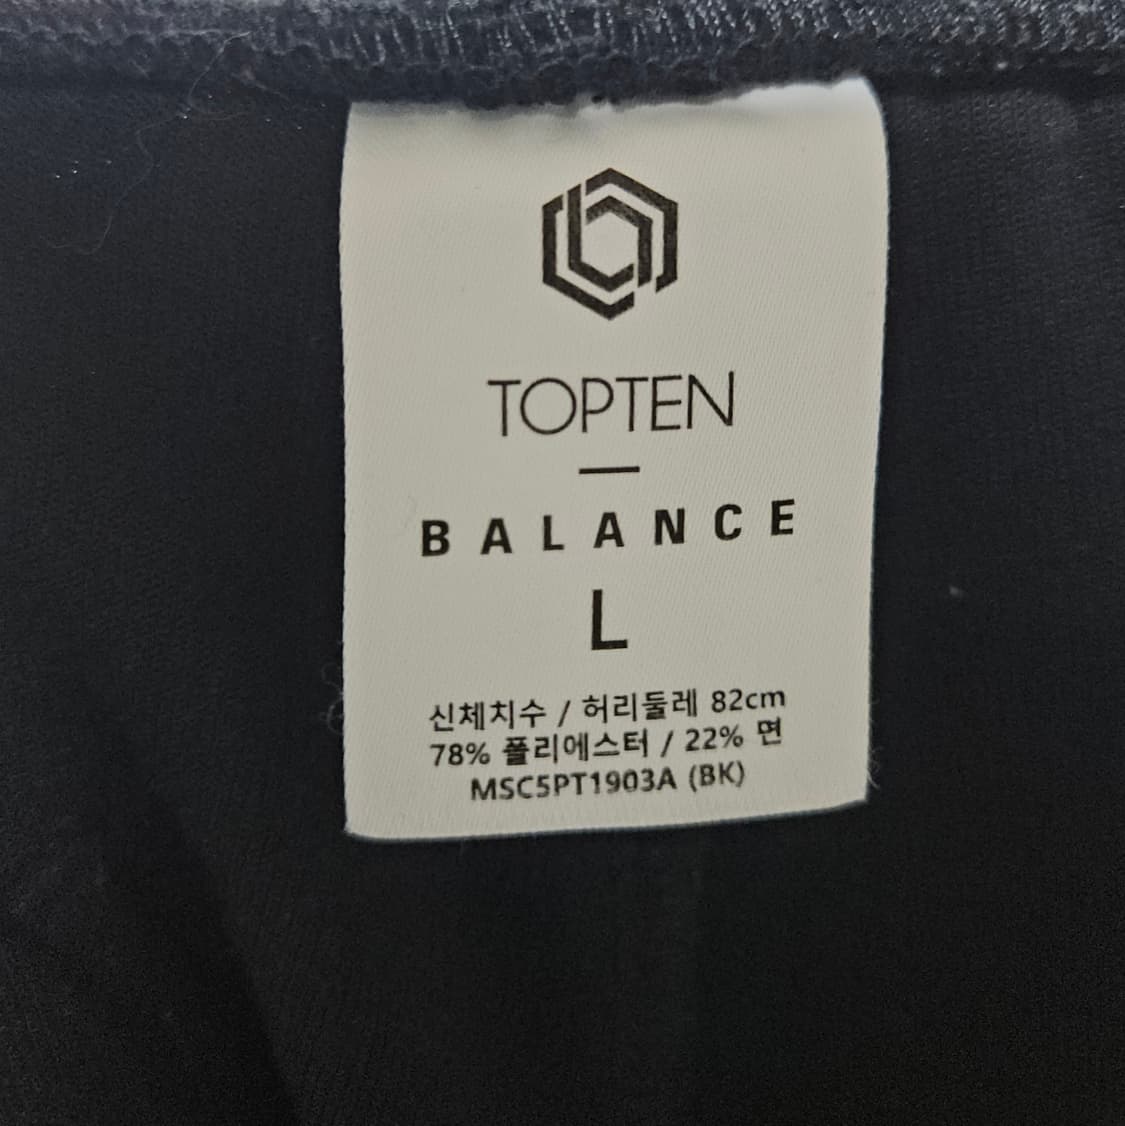 TOPTEN
BALANCE
L
신체치수 / 허리둘레 82cm
78% 폴리에스터 / 22% 면
MSC5PT1903A (BK)